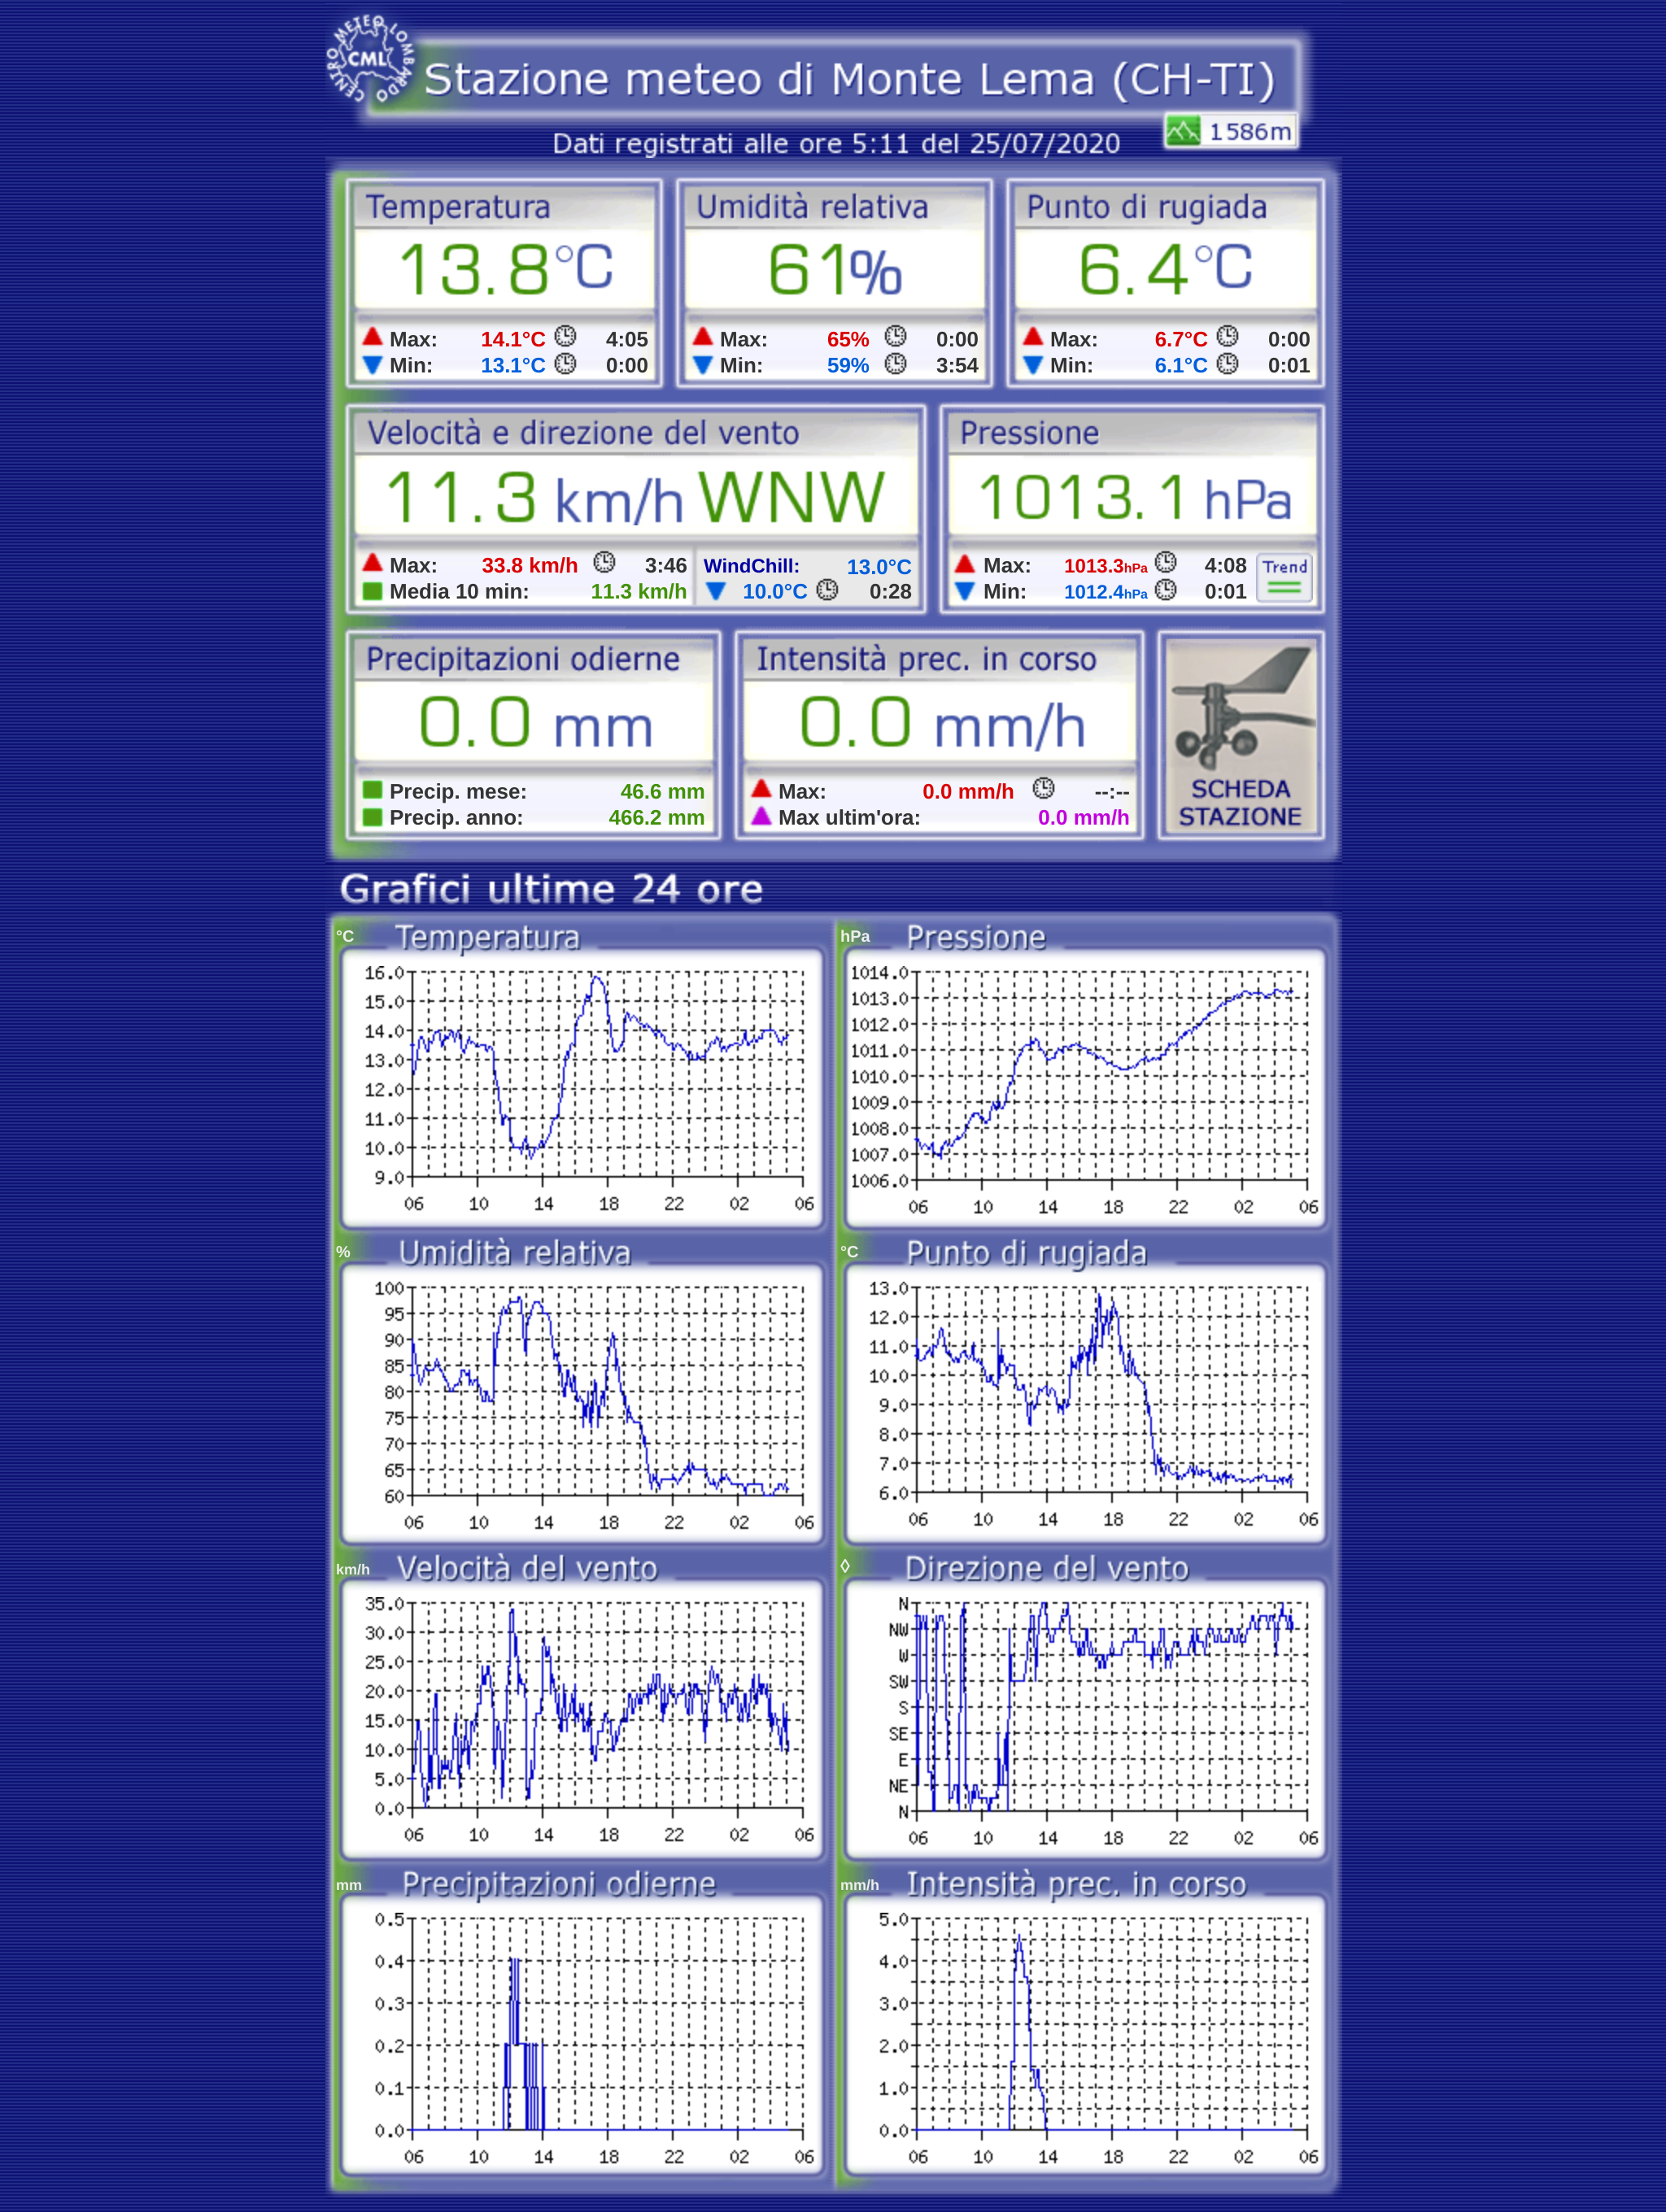 CENTRO METEO LOMBARDO
CML
Stazione meteo di Monte Lema (CH-TI)
Dati registrati alle ore 5:11 del 25/07/2020
1586m
Temperatura Umidità relativa Punto di rugiada
13.8°C 61% 6.4°C
Max: 14.1°C 4:05 Max: 65% 0:00 Max: 6.7°C 0:00
Min: 13.1°C 0:00 Min: 59% 3:54 Min: 6.1°C 0:01
Velocità e direzione del vento Pressione
11.3 km/h WNW 1013.1 hPa
Max: 33.8 km/h 3:46 WindChill: 13.0°C Max: 1013.3hPa 4:08 Trend
Media 10 min: 11.3 km/h 10.0°C 0:28 Min: 1012.4hPa 0:01
Precipitazioni odierne Intensità prec. in corso
0.0 mm 0.0 mm/h
Precip. mese: 46.6 mm Max: 0.0 mm/h --:-- SCHEDA
Precip. anno: 466.2 mm Max ultim'ora: 0.0 mm/h STAZIONE
Grafici ultime 24 ore
°C Temperatura
16.0
15.0
14.0
13.0
12.0
11.0
10.0
9.0
06 10 14 18 22 02 06
hPa Pressione
1014.0
1013.0
1012.0
1011.0
1010.0
1009.0
1008.0
1007.0
1006.0
06 10 14 18 22 02 06
% Umidità relativa
100
95
90
85
80
75
70
65
60
06 10 14 18 22 02 06
°C Punto di rugiada
13.0
12.0
11.0
10.0
9.0
8.0
7.0
6.0
06 10 14 18 22 02 06
km/h Velocità del vento
35.0
30.0
25.0
20.0
15.0
10.0
5.0
0.0
06 10 14 18 22 02 06
◊ Direzione del vento
N
NW
W
SW
S
SE
E
NE
N
06 10 14 18 22 02 06
mm Precipitazioni odierne
0.5
0.4
0.3
0.2
0.1
0.0
06 10 14 18 22 02 06
mm/h Intensità prec. in corso
5.0
4.0
3.0
2.0
1.0
0.0
06 10 14 18 22 02 06